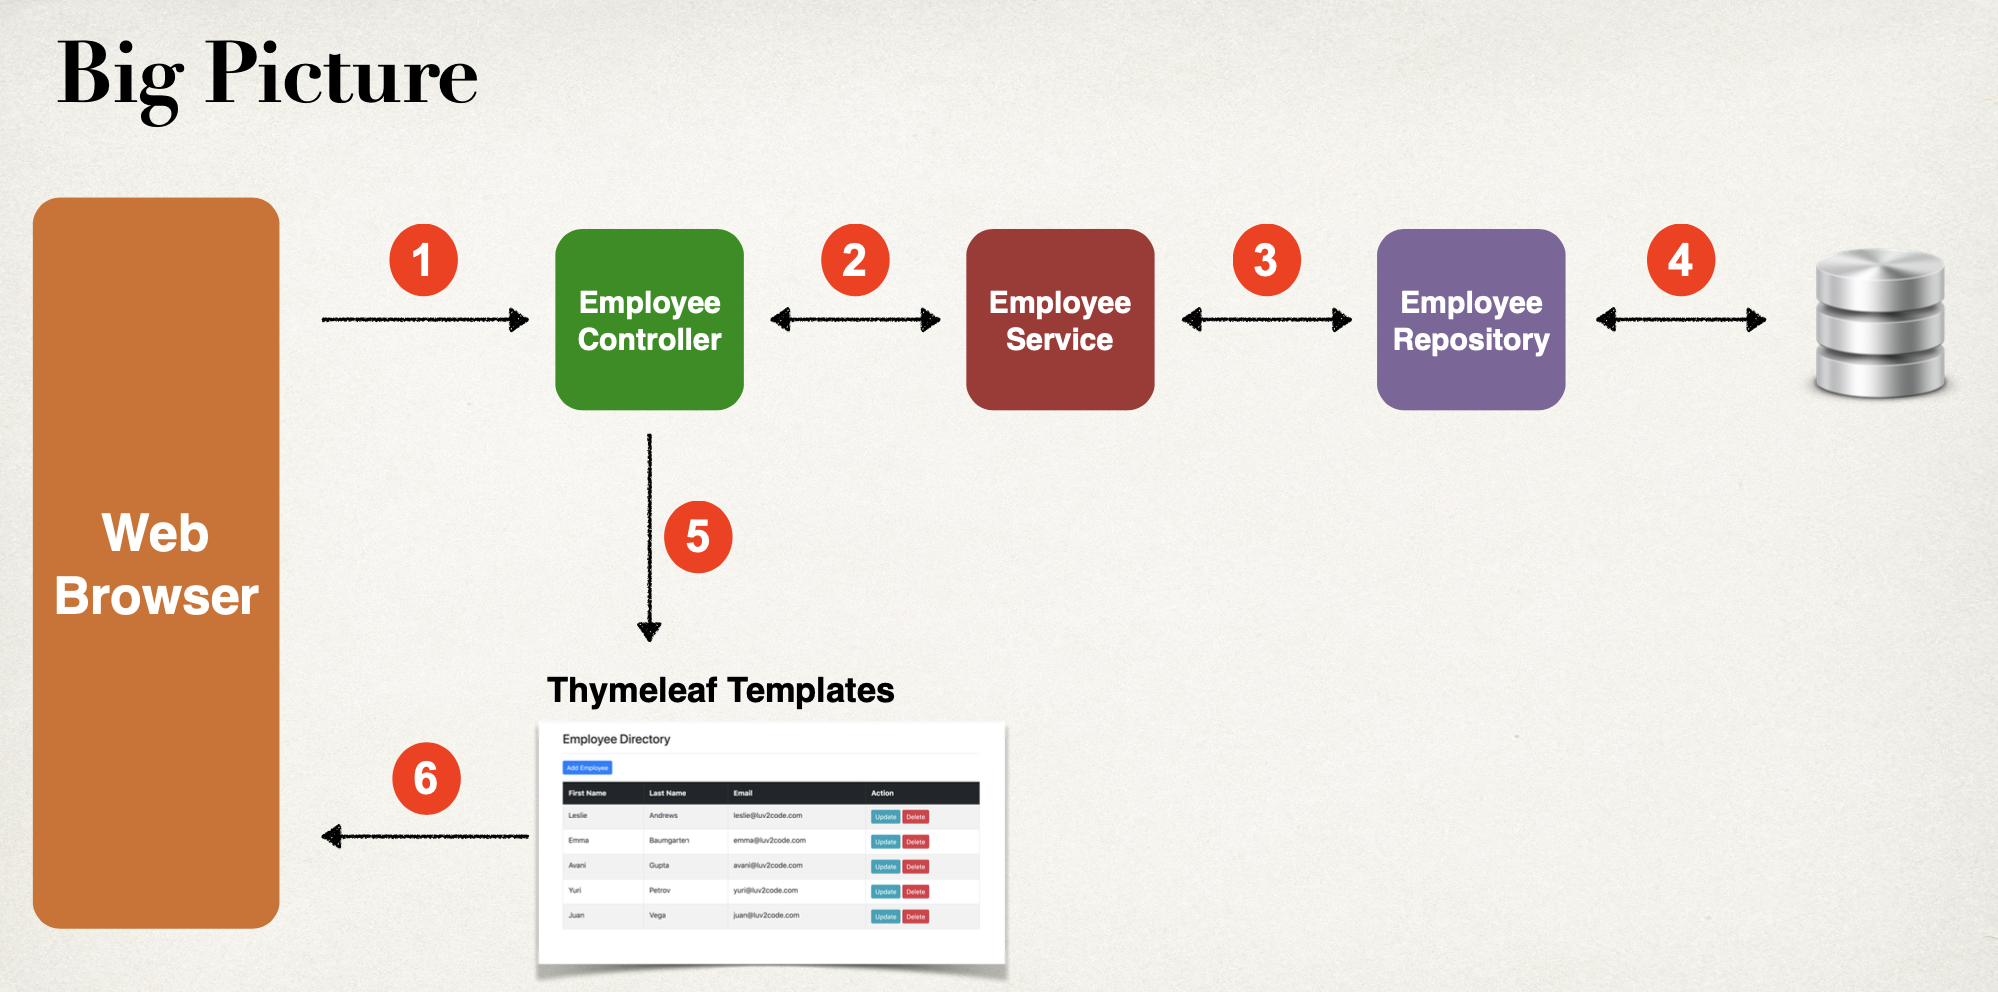 Big Picture
1
2
3
4
Employee
Controller
Employee
Service
Employee
Repository
5
Web
Browser
Thymeleaf Templates
6
Employee Directory
Add Employee
First Name Last Name Email Action
Leslie Andrews leslie@luv2code.com Update Delete
Emma Baumgarten emma@luv2code.com Update Delete
Avani Gupta avani@luv2code.com Update Delete
Yuri Petrov yuri@luv2code.com Update Delete
Juan Vega juan@luv2code.com Update Delete